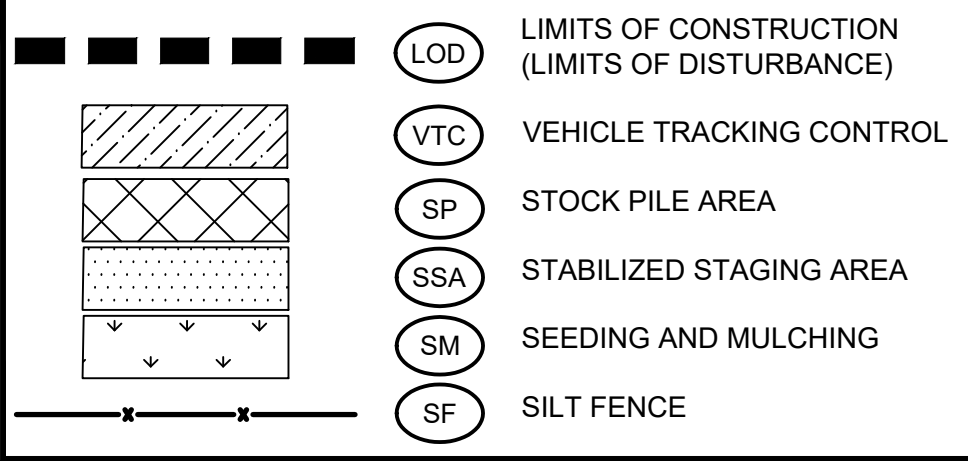 LOD LIMITS OF CONSTRUCTION
(LIMITS OF DISTURBANCE)
VTC VEHICLE TRACKING CONTROL
SP STOCK PILE AREA
SSA STABILIZED STAGING AREA
SM SEEDING AND MULCHING
SF SILT FENCE